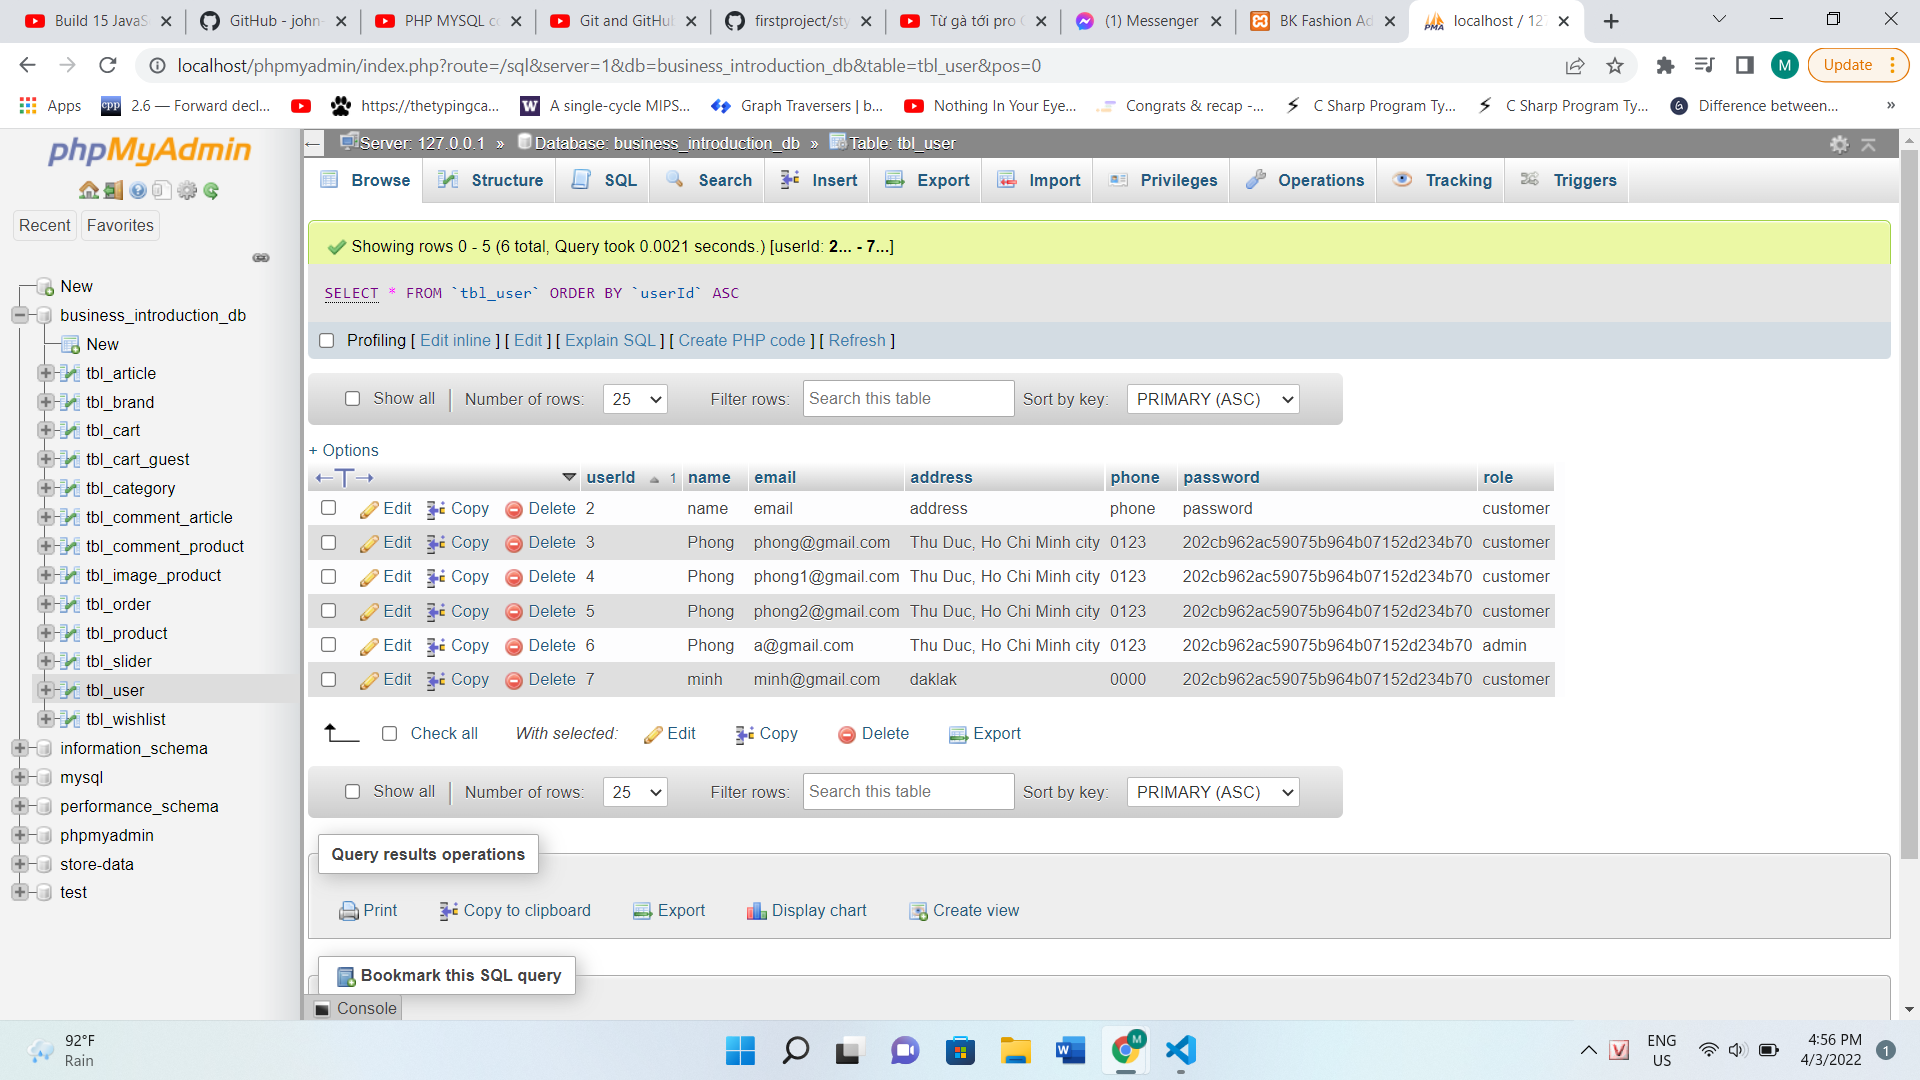 Build 15 JavaS
GitHub - john-
PHP MYSQL co
Git and GitHub
firstproject/sty
Từ gà tới pro C
(1) Messenger
BK Fashion Ad
localhost / 127
localhost/phpmyadmin/index.php?route=/sql&server=1&db=business_introduction_db&table=tbl_user&pos=0
M
Update
Apps
2.6 — Forward decl...
https://thetypingca...
A single-cycle MIPS...
Graph Traversers | b...
Nothing In Your Eye...
Congrats & recap -...
C Sharp Program Ty...
C Sharp Program Ty...
Difference between...
»
phpMyAdmin
Recent
Favorites
New
business_introduction_db
New
tbl_article
tbl_brand
tbl_cart
tbl_cart_guest
tbl_category
tbl_comment_article
tbl_comment_product
tbl_image_product
tbl_order
tbl_product
tbl_slider
tbl_user
tbl_wishlist
information_schema
mysql
performance_schema
phpmyadmin
store-data
test
Server: 127.0.0.1 » Database: business_introduction_db » Table: tbl_user
Browse Structure SQL Search Insert Export Import Privileges Operations Tracking Triggers
Showing rows 0 - 5 (6 total, Query took 0.0021 seconds.) [userId: 2... - 7...]
SELECT * FROM `tbl_user` ORDER BY `userId` ASC
Profiling [ Edit inline ] [ Edit ] [ Explain SQL ] [ Create PHP code ] [ Refresh ]
Show all Number of rows: 25 Filter rows: Search this table Sort by key: PRIMARY (ASC)
+ Options
userId 1 name email address phone password role
Edit Copy Delete 2 name email address phone password customer
Edit Copy Delete 3 Phong phong@gmail.com Thu Duc, Ho Chi Minh city 0123 202cb962ac59075b964b07152d234b70 customer
Edit Copy Delete 4 Phong phong1@gmail.com Thu Duc, Ho Chi Minh city 0123 202cb962ac59075b964b07152d234b70 customer
Edit Copy Delete 5 Phong phong2@gmail.com Thu Duc, Ho Chi Minh city 0123 202cb962ac59075b964b07152d234b70 customer
Edit Copy Delete 6 Phong a@gmail.com Thu Duc, Ho Chi Minh city 0123 202cb962ac59075b964b07152d234b70 admin
Edit Copy Delete 7 minh minh@gmail.com daklak 0000 202cb962ac59075b964b07152d234b70 customer
Check all With selected: Edit Copy Delete Export
Show all Number of rows: 25 Filter rows: Search this table Sort by key: PRIMARY (ASC)
Query results operations
Print Copy to clipboard Export Display chart Create view
Bookmark this SQL query
Console
92°F
Rain
ENG
US
4:56 PM
4/3/2022
1